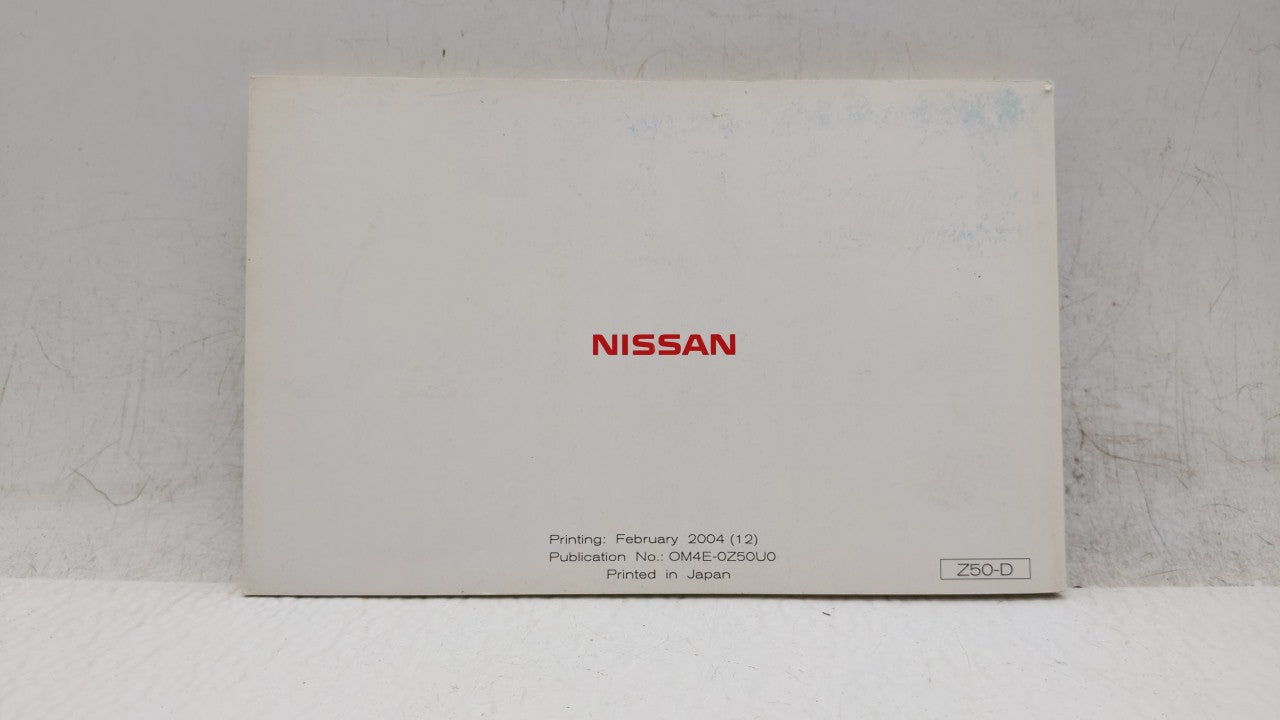 NISSAN
Printing: February 2004 (12)
Publication No.: OM4E-0Z50U0
Printed in Japan
Z50-D